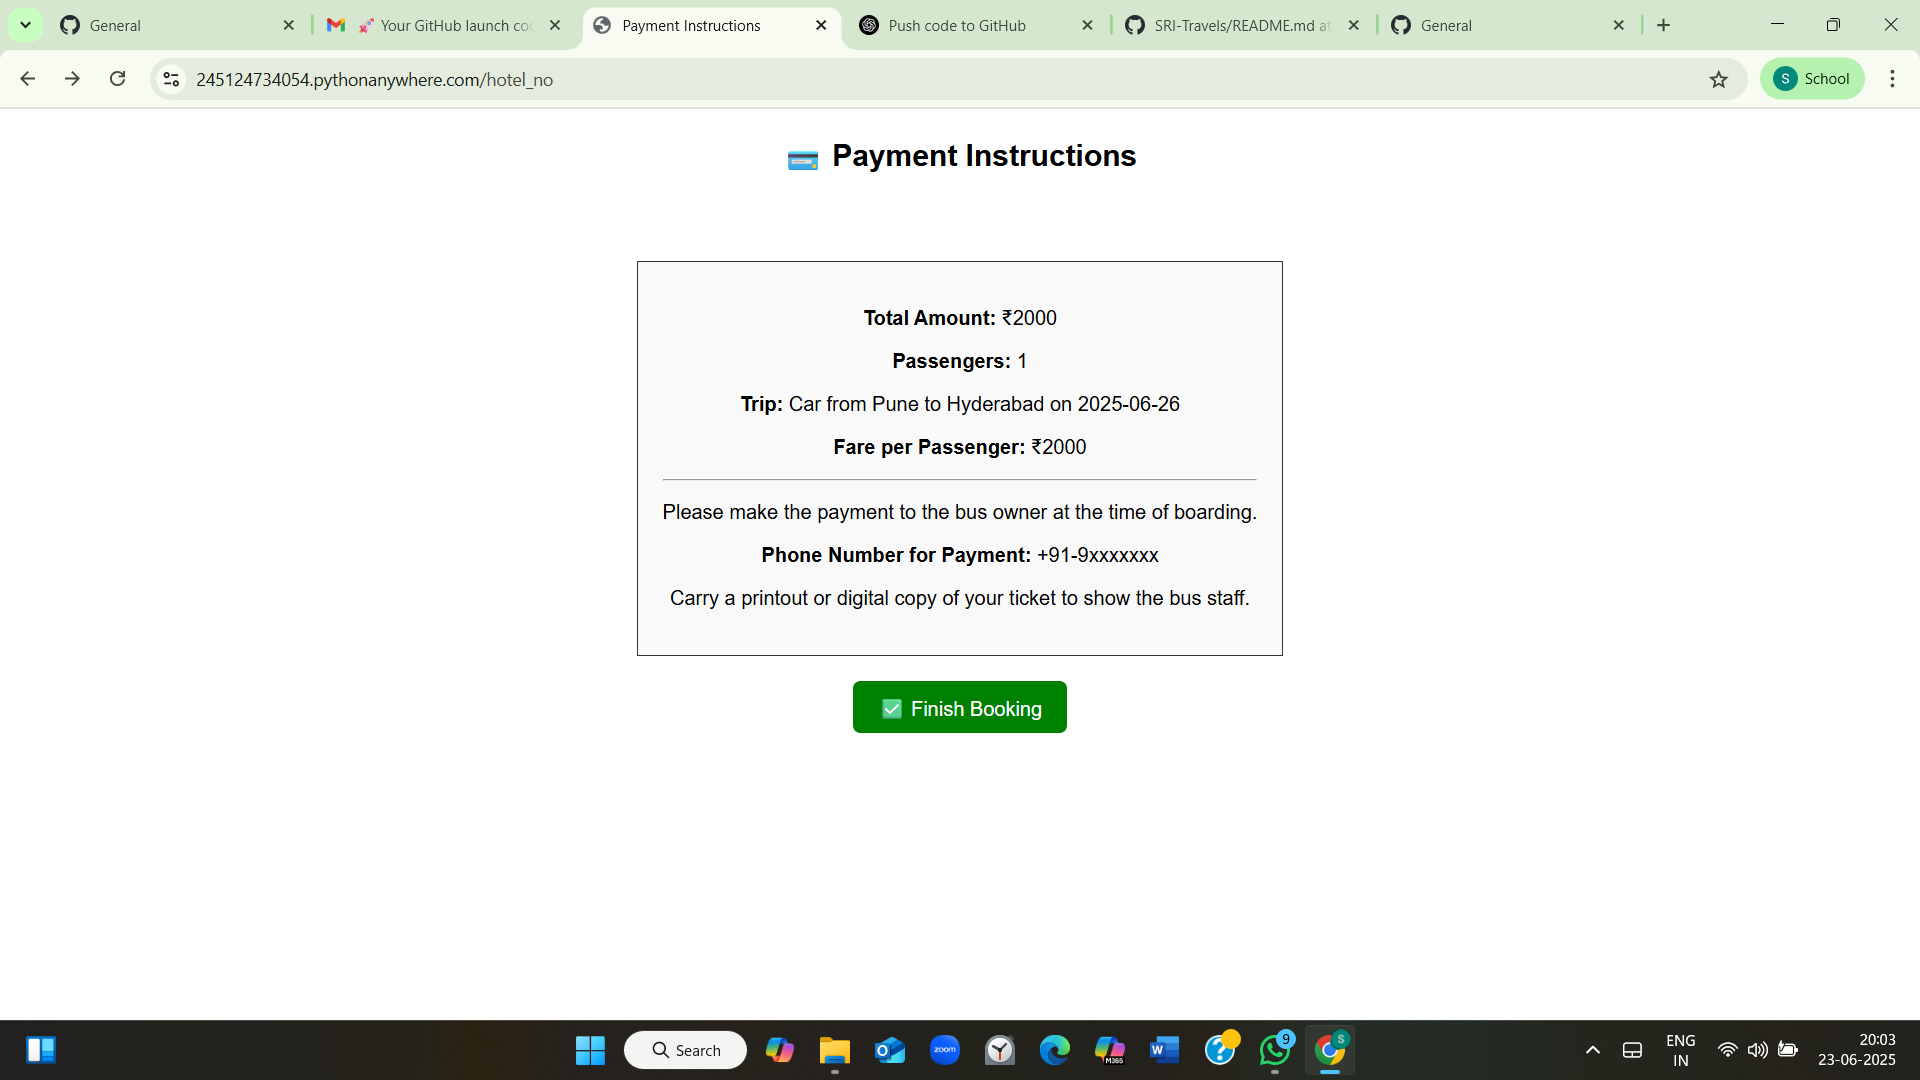 General
🚀 Your GitHub launch co
Payment Instructions
Push code to GitHub
SRI-Travels/README.md at
General
245124734054.pythonanywhere.com/hotel_no
S School
💳 Payment Instructions
Total Amount: ₹2000
Passengers: 1
Trip: Car from Pune to Hyderabad on 2025-06-26
Fare per Passenger: ₹2000
Please make the payment to the bus owner at the time of boarding.
Phone Number for Payment: +91-9xxxxxxx
Carry a printout or digital copy of your ticket to show the bus staff.
✅ Finish Booking
Search
zoom
M365
W
9
S
ENG
IN
20:03
23-06-2025